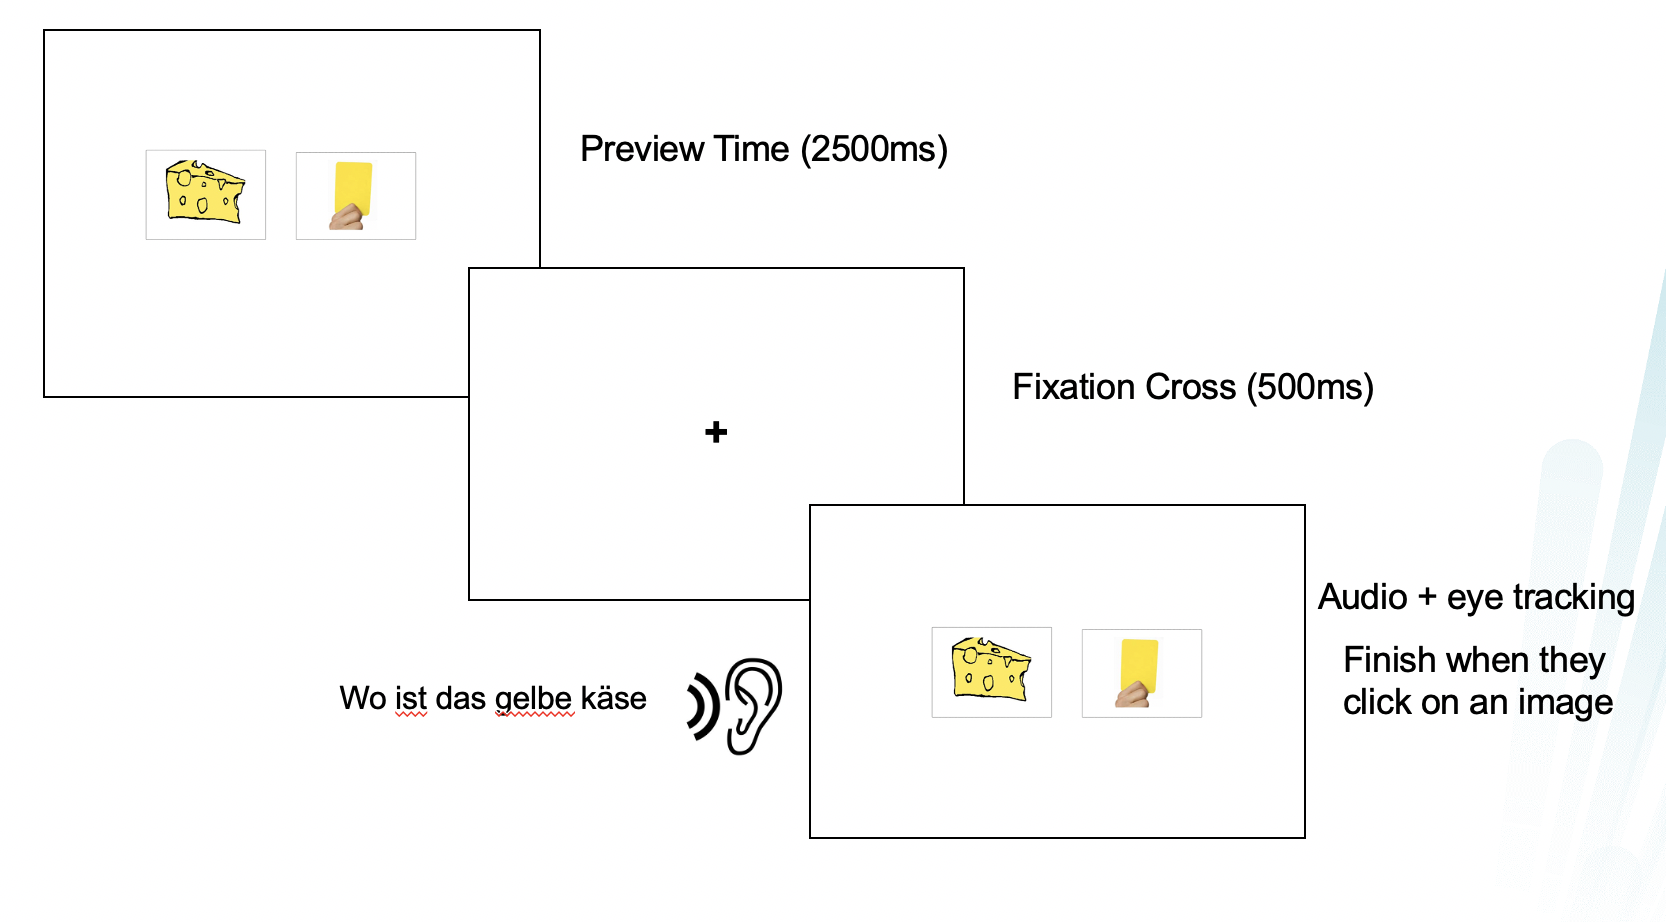 Preview Time (2500ms)
Fixation Cross (500ms)
Audio + eye tracking
Finish when they
click on an image
Wo ist das gelbe käse